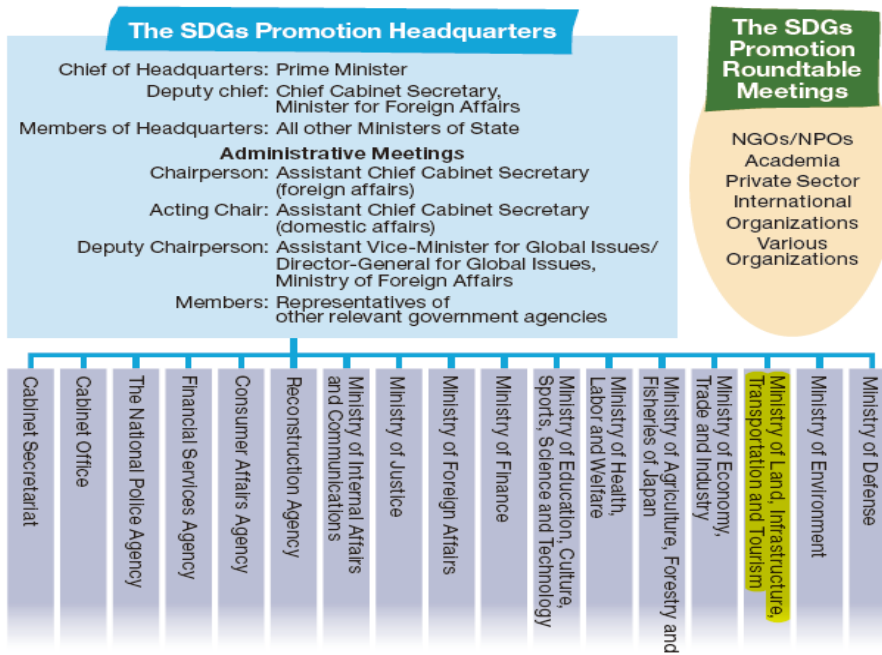 The SDGs Promotion Headquarters
Chief of Headquarters: Prime Minister
Deputy chief: Chief Cabinet Secretary,
Minister for Foreign Affairs
Members of Headquarters: All other Ministers of State
Administrative Meetings
Chairperson: Assistant Chief Cabinet Secretary
(foreign affairs)
Acting Chair: Assistant Chief Cabinet Secretary
(domestic affairs)
Deputy Chairperson: Assistant Vice-Minister for Global Issues/
Director-General for Global Issues,
Ministry of Foreign Affairs
Members: Representatives of
other relevant government agencies
The SDGs
Promotion
Roundtable
Meetings
NGOs/NPOs
Academia
Private Sector
International
Organizations
Various
Organizations
Cabinet Secretariat
Cabinet Office
The National Police Agency
Financial Services Agency
Consumer Affairs Agency
Reconstruction Agency
Ministry of Internal Affairs
and Communications
Ministry of Justice
Ministry of Foreign Affairs
Ministry of Finance
Ministry of Education, Culture,
Sports, Science and Technology
Ministry of Health,
Labor and Welfare
Ministry of Agriculture, Forestry and
Fisheries of Japan
Ministry of Economy,
Trade and Industry
Ministry of Land, Infrastructure,
Transportation and Tourism
Ministry of Environment
Ministry of Defense